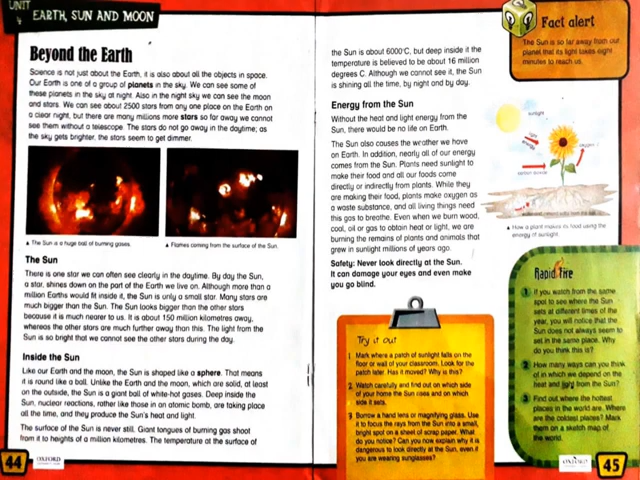 UNIT
4
EARTH, SUN AND MOON
Beyond the Earth
Science is not just about the Earth, it is also about all the objects in space.
Our Earth is one of a group of planets in the sky. We can see some of
these planets in the sky at night. Also in the night sky we can see the moon
and stars. We can see about 2500 stars from any one place on the Earth on
a clear night, but there are many millions more stars so far away we cannot
see them without a telescope. The stars do not go away in the daytime; as
the sky gets brighter, the stars seem to get dimmer.
▲ The Sun is a huge ball of burning gases.
▲ Flames coming from the surface of the Sun.
The Sun
There is one star we can often see clearly in the daytime. By day the Sun,
a star, shines down on the part of the Earth we live on. Although more than a
million Earths would fit inside it, the Sun is only a small star. Many stars are
much bigger than the Sun. The Sun looks bigger than the other stars
because it is much nearer to us. It is about 150 million kilometres away,
whereas the other stars are much further away than this. The light from the
Sun is so bright that we cannot see the other stars during the day.
Inside the Sun
Like our Earth and the moon, the Sun is shaped like a sphere. That means
it is round like a ball. Unlike the Earth and the moon, which are solid, at least
on the outside, the Sun is a giant ball of white-hot gases. Deep inside the
Sun, nuclear reactions, rather like those in an atomic bomb, are taking place
all the time, and they produce the Sun's heat and light.
The surface of the Sun is never still. Giant tongues of burning gas shoot
from it to heights of a million kilometres. The temperature at the surface of
44
OXFORD
the Sun is about 6000°C, but deep inside it the
temperature is believed to be about 16 million
degrees C. Although we cannot see it, the Sun
is shining all the time, by night and by day.
Energy from the Sun
Without the heat and light energy from the
Sun, there would be no life on Earth.
The Sun also causes the weather we have
on Earth. In addition, nearly all of our energy
comes from the Sun. Plants need sunlight to
make their food and all our foods come
directly or indirectly from plants. While they
are making their food, plants make oxygen as
a waste substance, and all living things need
this gas to breathe. Even when we burn wood,
coal, oil or gas to obtain heat or light, we are
burning the remains of plants and animals that
grew in sunlight millions of years ago.
Safety: Never look directly at the Sun.
It can damage your eyes and even make
you go blind.
Try it out
1 Mark where a patch of sunlight falls on the
floor or wall of your classroom. Look for the
patch later. Has it moved? Why is this?
2 Watch carefully and find out on which side
of your home the Sun rises and on which
side it sets.
3 Borrow a hand lens or magnifying glass. Use
it to focus the rays from the Sun into a small,
bright spot on a sheet of scrap paper. What
do you notice? Can you now explain why it is
dangerous to look directly at the Sun, even if
you are wearing sunglasses?
Fact alert
The Sun is so far away from our
planet that its light takes eight
minutes to reach us.
sunlight
light
energy
oxygen
carbon dioxide
▲ How a plant makes its food using the
energy of sunlight.
Rapid fire
1 If you watch from the same
spot to see where the Sun
sets at different times of the
year, you will notice that the
Sun does not always seem to
set in the same place. Why
do you think this is?
2 How many ways can you think
of in which we depend on the
heat and light from the Sun?
3 Find out where the hottest
places in the world are. Where
are the coldest places? Mark
them on a sketch map of
the world.
OXFORD
45